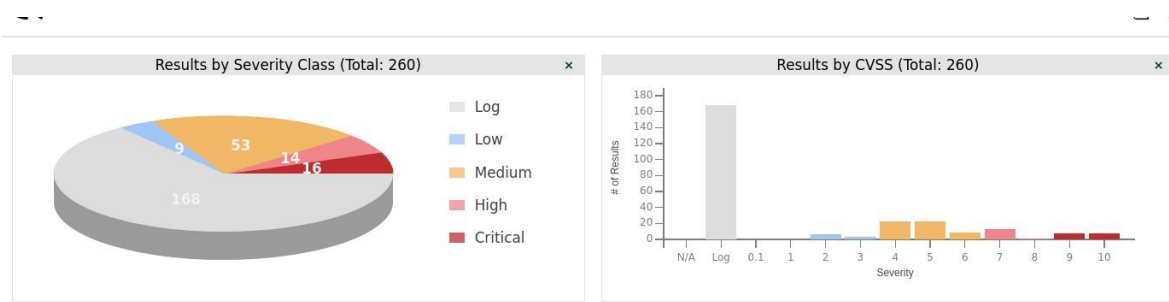 Results by Severity Class (Total: 260)
×
9
53
14
16
168
Log
Low
Medium
High
Critical
Results by CVSS (Total: 260)
×
# of Results
180
160
140
120
100
80
60
40
20
0
N/A Log 0.1 1 2 3 4 5 6 7 8 9 10
Severity